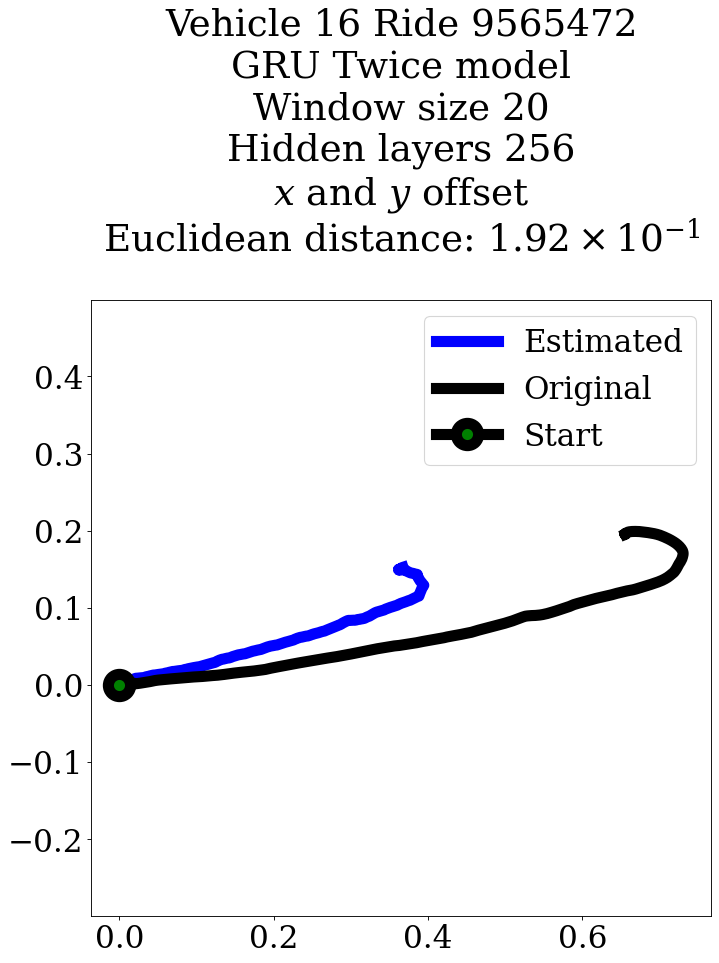 Vehicle 16 Ride 9565472
GRU Twice model
Window size 20
Hidden layers 256
x and y offset
Euclidean distance: 1.92 × 10⁻¹
Estimated
Original
Start
0.4
0.3
0.2
0.1
0.0
−0.1
−0.2
0.0 0.2 0.4 0.6